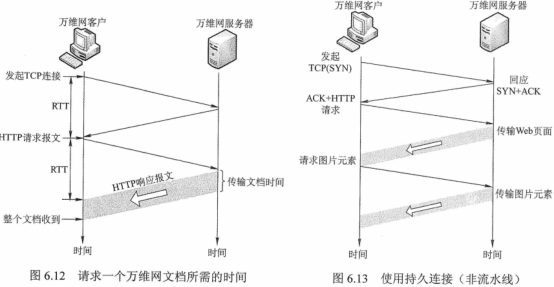 万维网客户
万维网服务器
发起TCP连接
RTT
HTTP请求报文
RTT
HTTP响应报文
传输文档时间
整个文档收到
时间
时间
图 6.12 请求一个万维网文档所需的时间
万维网客户
万维网服务器
发起
TCP(SYN)
回应
SYN+ACK
ACK+HTTP
请求
传输Web页面
请求图片元素
传输图片元素
时间
时间
图 6.13 使用持久连接（非流水线）